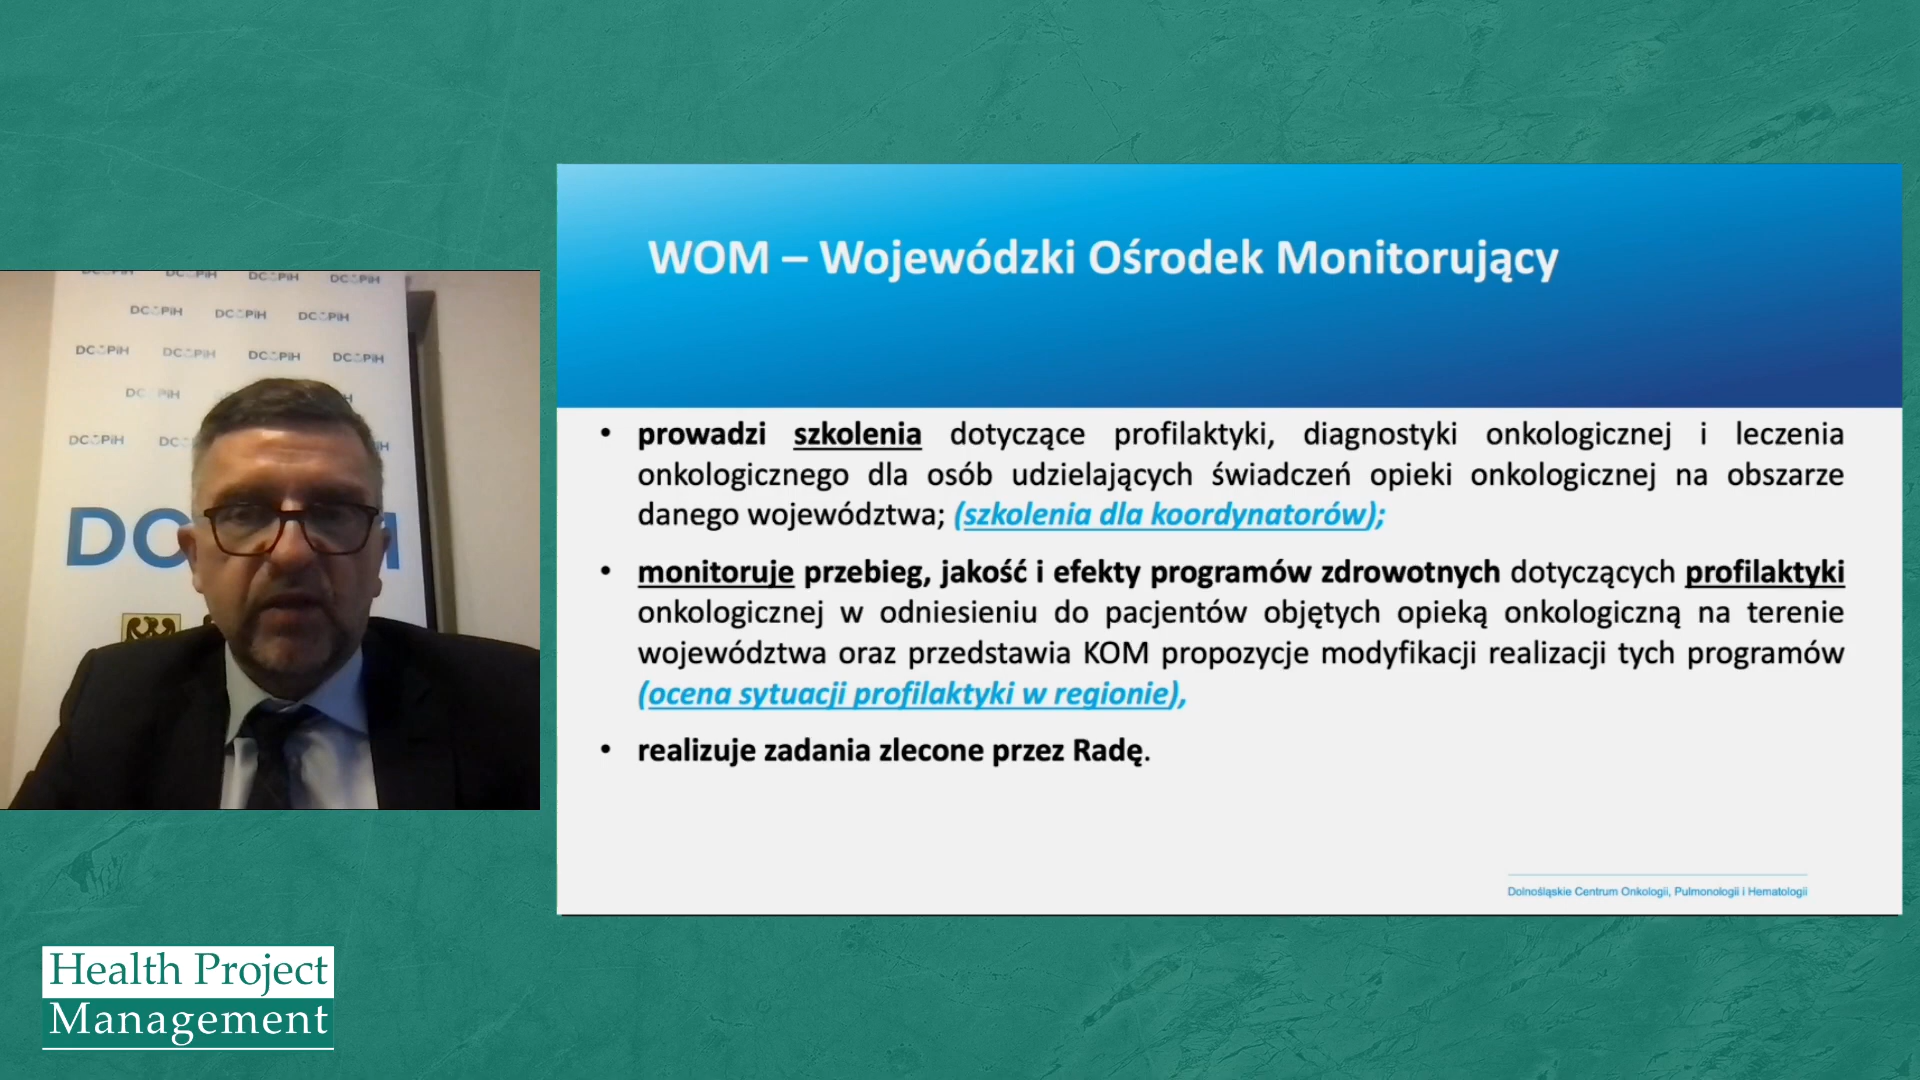 WOM – Wojewódzki Ośrodek Monitorujący
• prowadzi szkolenia dotyczące profilaktyki, diagnostyki onkologicznej i leczenia
onkologicznego dla osób udzielających świadczeń opieki onkologicznej na obszarze
danego województwa; (szkolenia dla koordynatorów);
• monitoruje przebieg, jakość i efekty programów zdrowotnych dotyczących profilaktyki
onkologicznej w odniesieniu do pacjentów objętych opieką onkologiczną na terenie
województwa oraz przedstawia KOM propozycje modyfikacji realizacji tych programów
(ocena sytuacji profilaktyki w regionie),
• realizuje zadania zlecone przez Radę.
Dolnośląskie Centrum Onkologii, Pulmonologii i Hematologii
Health Project
Management